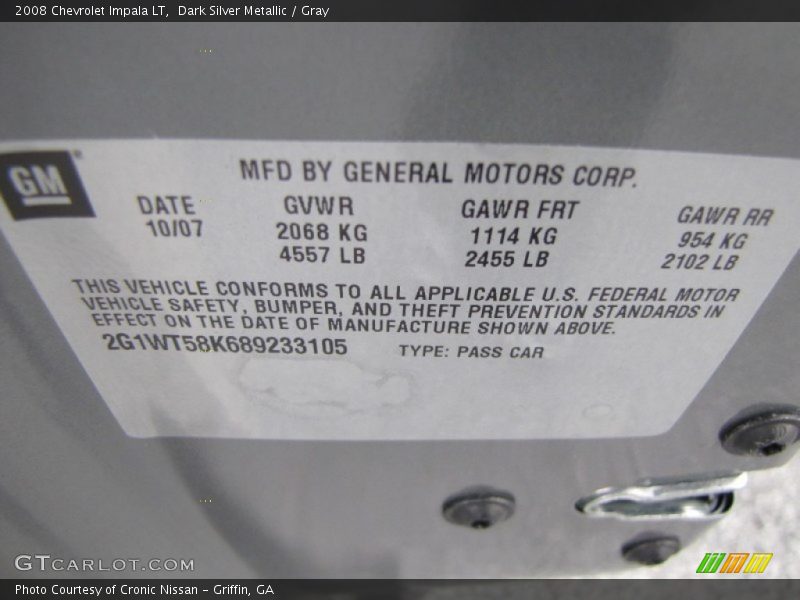 2008 Chevrolet Impala LT,  Dark Silver Metallic / Gray
GM
MFD BY GENERAL MOTORS CORP.
DATE GVWR GAWR FRT GAWR RR
10/07 2068 KG 1114 KG 954 KG
4557 LB 2455 LB 2102 LB
THIS VEHICLE CONFORMS TO ALL APPLICABLE U.S. FEDERAL MOTOR
VEHICLE SAFETY, BUMPER, AND THEFT PREVENTION STANDARDS IN
EFFECT ON THE DATE OF MANUFACTURE SHOWN ABOVE.
2G1WT58K689233105 TYPE: PASS CAR
GTCARLOT.COM
Photo Courtesy of Cronic Nissan - Griffin, GA